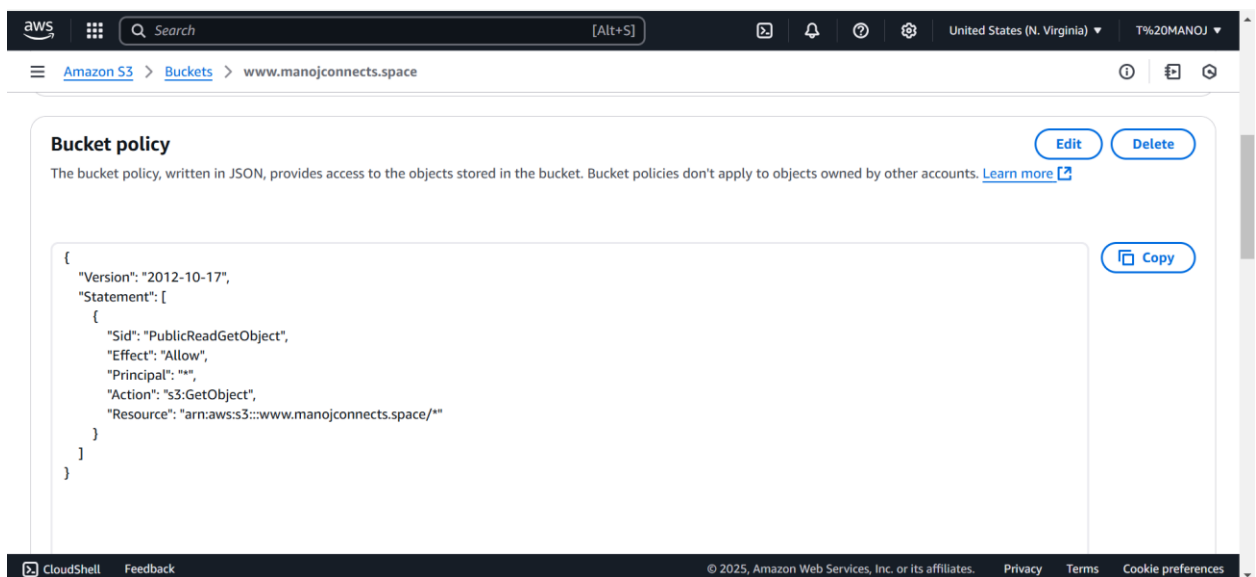 aws
Search [Alt+S] United States (N. Virginia) ▼ T%20MANOJ ▼
Amazon S3 > Buckets > www.manojconnects.space
Bucket policy Edit Delete
The bucket policy, written in JSON, provides access to the objects stored in the bucket. Bucket policies don't apply to objects owned by other accounts. Learn more
{ Copy
"Version": "2012-10-17",
"Statement": [
{
"Sid": "PublicReadGetObject",
"Effect": "Allow",
"Principal": "*",
"Action": "s3:GetObject",
"Resource": "arn:aws:s3:::www.manojconnects.space/*"
}
]
}
CloudShell Feedback © 2025, Amazon Web Services, Inc. or its affiliates. Privacy Terms Cookie preferences